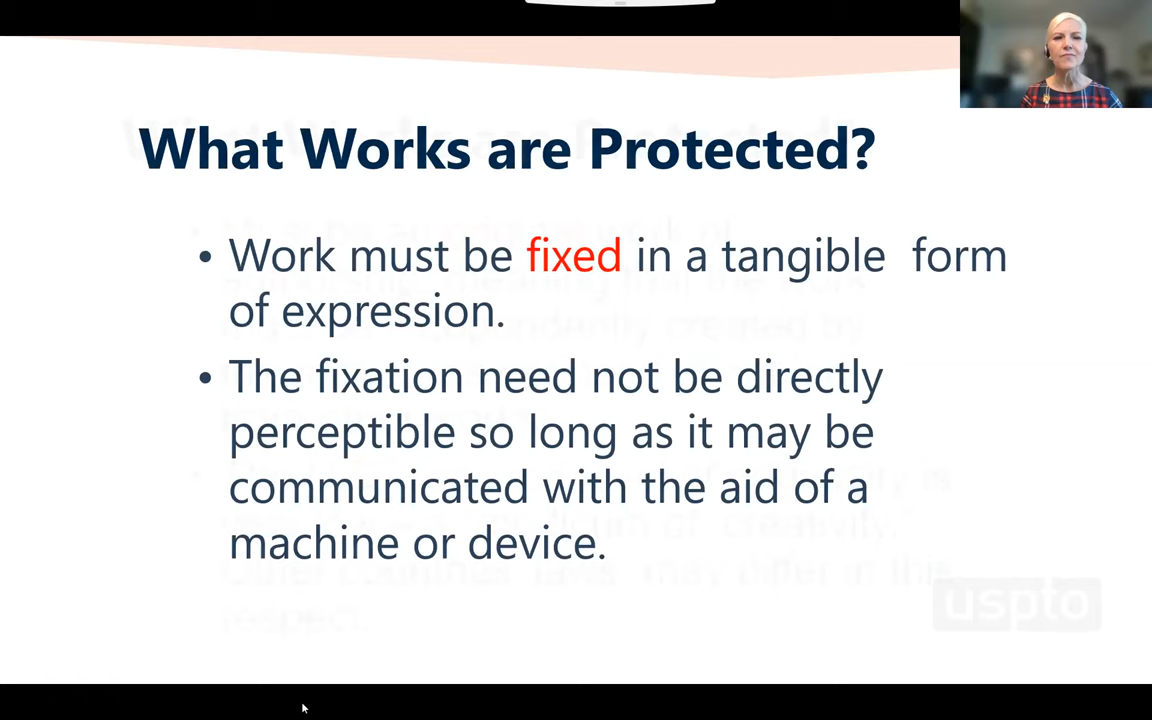 What Works are Protected?
• Work must be fixed in a tangible form
of expression.
• The fixation need not be directly
perceptible so long as it may be
communicated with the aid of a
machine or device.
uspto